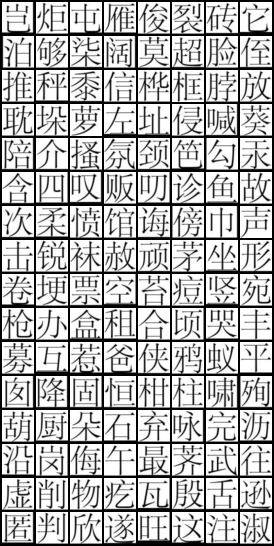 岂炬屯雁俊裂砖它
泊够柒阔莫超脸侄
推秤黍信桦框脖放
耽垛萝左址侵喊葵
陪介搔氛颈笆勾汞
含四叹贩叨诊鱼故
次柔愤馆诲傍巾声
击锐袜赦顽茅坐形
卷埂票空苔痘竖宛
枪办盒租合顷哭丰
募互惹爸侠鸦蚁平
囱降固恒柑柱啸殉
葫厨朵石弃咏完沥
沿岗侮午最荞武往
虚削物疙瓦殷舌逊
匿判欣遂旺这注淑